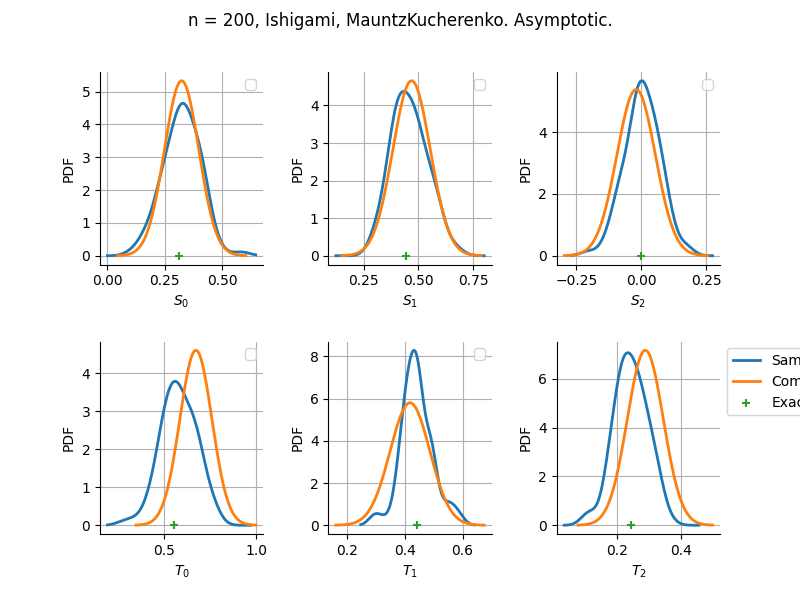 n = 200, Ishigami, MauntzKucherenko. Asymptotic.
PDF
5
4
3
2
1
0
0.00 0.25 0.50
S0
PDF
4
3
2
1
0
0.25 0.50 0.75
S1
PDF
4
2
0
−0.25 0.00 0.25
S2
PDF
4
3
2
1
0
0.5 1.0
T0
PDF
8
6
4
2
0
0.2 0.4 0.6
T1
PDF
6
4
2
0
0.2 0.4
T2
Sam
Com
Exac